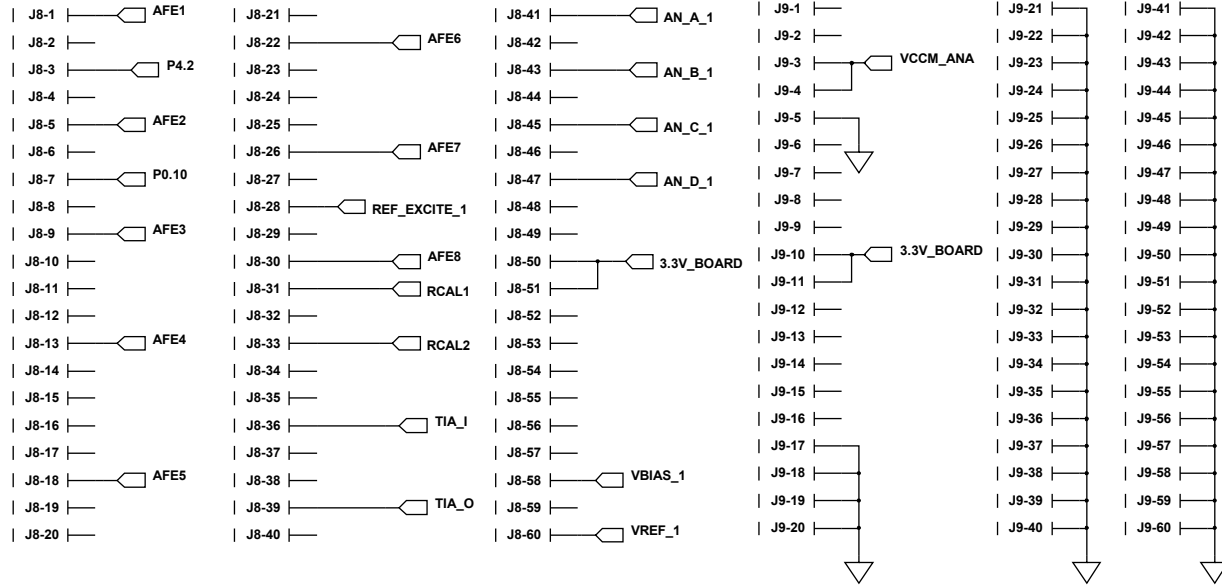 J8-1 AFE1
J8-2
J8-3 P4.2
J8-4
J8-5 AFE2
J8-6
J8-7 P0.10
J8-8
J8-9 AFE3
J8-10
J8-11
J8-12
J8-13 AFE4
J8-14
J8-15
J8-16
J8-17
J8-18 AFE5
J8-19
J8-20
J8-21
J8-22 AFE6
J8-23
J8-24
J8-25
J8-26 AFE7
J8-27
J8-28 REF_EXCITE_1
J8-29
J8-30 AFE8
J8-31 RCAL1
J8-32
J8-33 RCAL2
J8-34
J8-35
J8-36 TIA_I
J8-37
J8-38
J8-39 TIA_O
J8-40
J8-41 AN_A_1
J8-42
J8-43 AN_B_1
J8-44
J8-45 AN_C_1
J8-46
J8-47 AN_D_1
J8-48
J8-49
J8-50 3.3V_BOARD
J8-51
J8-52
J8-53
J8-54
J8-55
J8-56
J8-57
J8-58 VBIAS_1
J8-59
J8-60 VREF_1
J9-1
J9-2
J9-3 VCCM_ANA
J9-4
J9-5
J9-6
J9-7
J9-8
J9-9
J9-10 3.3V_BOARD
J9-11
J9-12
J9-13
J9-14
J9-15
J9-16
J9-17
J9-18
J9-19
J9-20
J9-21
J9-22
J9-23
J9-24
J9-25
J9-26
J9-27
J9-28
J9-29
J9-30
J9-31
J9-32
J9-33
J9-34
J9-35
J9-36
J9-37
J9-38
J9-39
J9-40
J9-41
J9-42
J9-43
J9-44
J9-45
J9-46
J9-47
J9-48
J9-49
J9-50
J9-51
J9-52
J9-53
J9-54
J9-55
J9-56
J9-57
J9-58
J9-59
J9-60